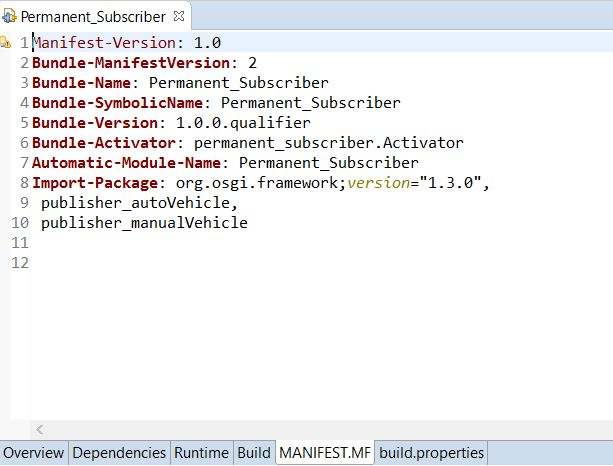 Permanent_Subscriber
1 Manifest-Version: 1.0
2 Bundle-ManifestVersion: 2
3 Bundle-Name: Permanent_Subscriber
4 Bundle-SymbolicName: Permanent_Subscriber
5 Bundle-Version: 1.0.0.qualifier
6 Bundle-Activator: permanent_subscriber.Activator
7 Automatic-Module-Name: Permanent_Subscriber
8 Import-Package: org.osgi.framework;version="1.3.0",
9  publisher_autoVehicle,
10  publisher_manualVehicle
11
12
Overview Dependencies Runtime Build MANIFEST.MF build.properties